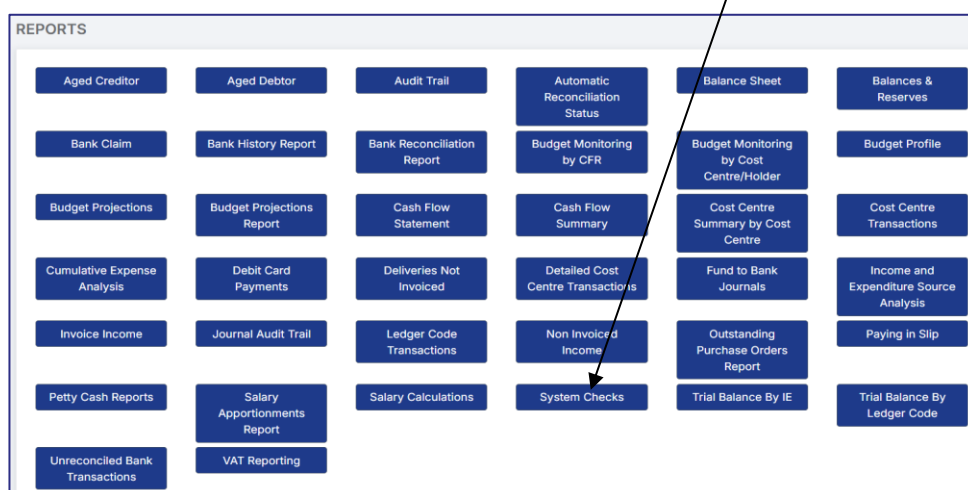 REPORTS
Aged Creditor
Aged Debtor
Audit Trail
Automatic
Reconciliation
Status
Balance Sheet
Balances &
Reserves
Bank Claim
Bank History Report
Bank Reconciliation
Report
Budget Monitoring
by CFR
Budget Monitoring
by Cost
Centre/Holder
Budget Profile
Budget Projections
Budget Projections
Report
Cash Flow
Statement
Cash Flow
Summary
Cost Centre
Summary by Cost
Centre
Cost Centre
Transactions
Cumulative Expense
Analysis
Debit Card
Payments
Deliveries Not
Invoiced
Detailed Cost
Centre Transactions
Fund to Bank
Journals
Income and
Expenditure Source
Analysis
Invoice Income
Journal Audit Trail
Ledger Code
Transactions
Non Invoiced
Income
Outstanding
Purchase Orders
Report
Paying in Slip
Petty Cash Reports
Salary
Apportionments
Report
Salary Calculations
System Checks
Trial Balance By IE
Trial Balance By
Ledger Code
Unreconciled Bank
Transactions
VAT Reporting